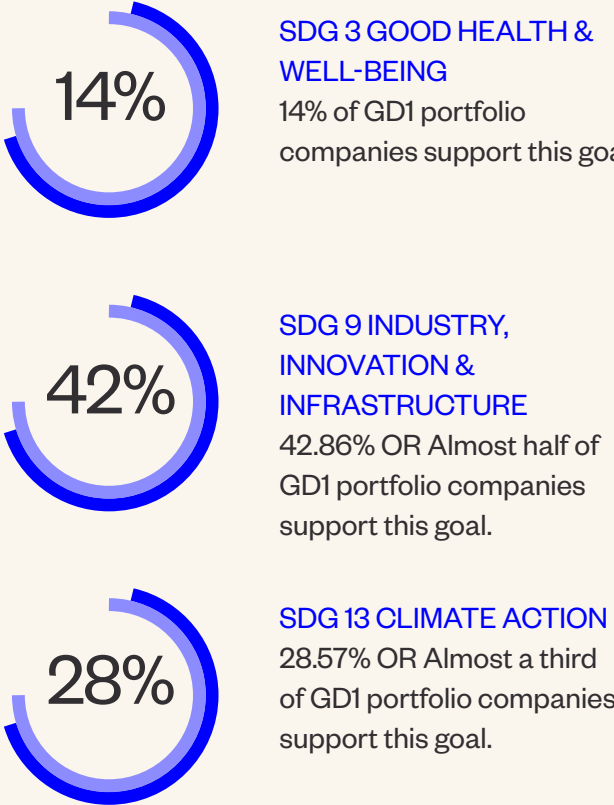 14%
SDG 3 GOOD HEALTH &
WELL-BEING
14% of GD1 portfolio
companies support this goa
42%
SDG 9 INDUSTRY,
INNOVATION &
INFRASTRUCTURE
42.86% OR Almost half of
GD1 portfolio companies
support this goal.
28%
SDG 13 CLIMATE ACTION
28.57% OR Almost a third
of GD1 portfolio companies
support this goal.